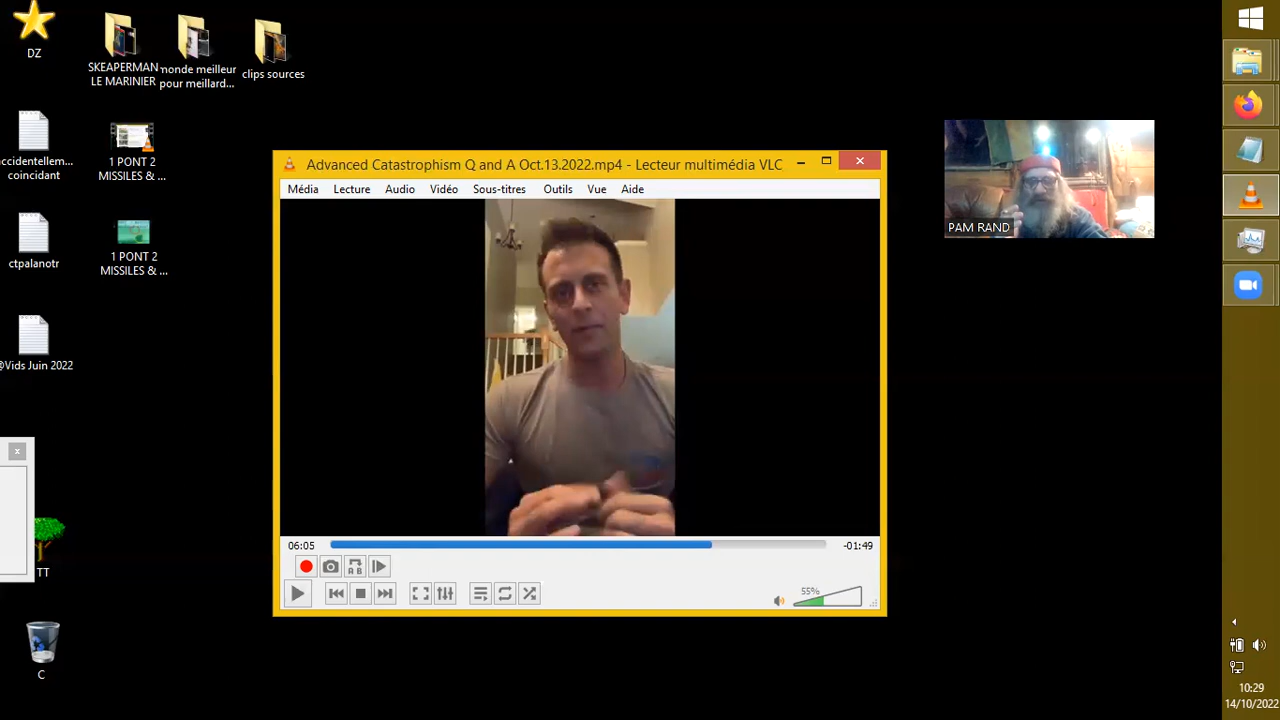 DZ
SKEAPERMAN
LE MARINIER
monde meilleur
pour meillard...
clips sources
accidentellem...
coincidant
1 PONT 2
MISSILES & ...
ctpalanotr
1 PONT 2
MISSILES & ...
@Vids Juin 2022
TT
C
Advanced Catastrophism Q and A Oct.13.2022.mp4 - Lecteur multimédia VLC
Média Lecture Audio Vidéo Sous-titres Outils Vue Aide
06:05
-01:49
A B
55%
PAM RAND
10:29
14/10/2022